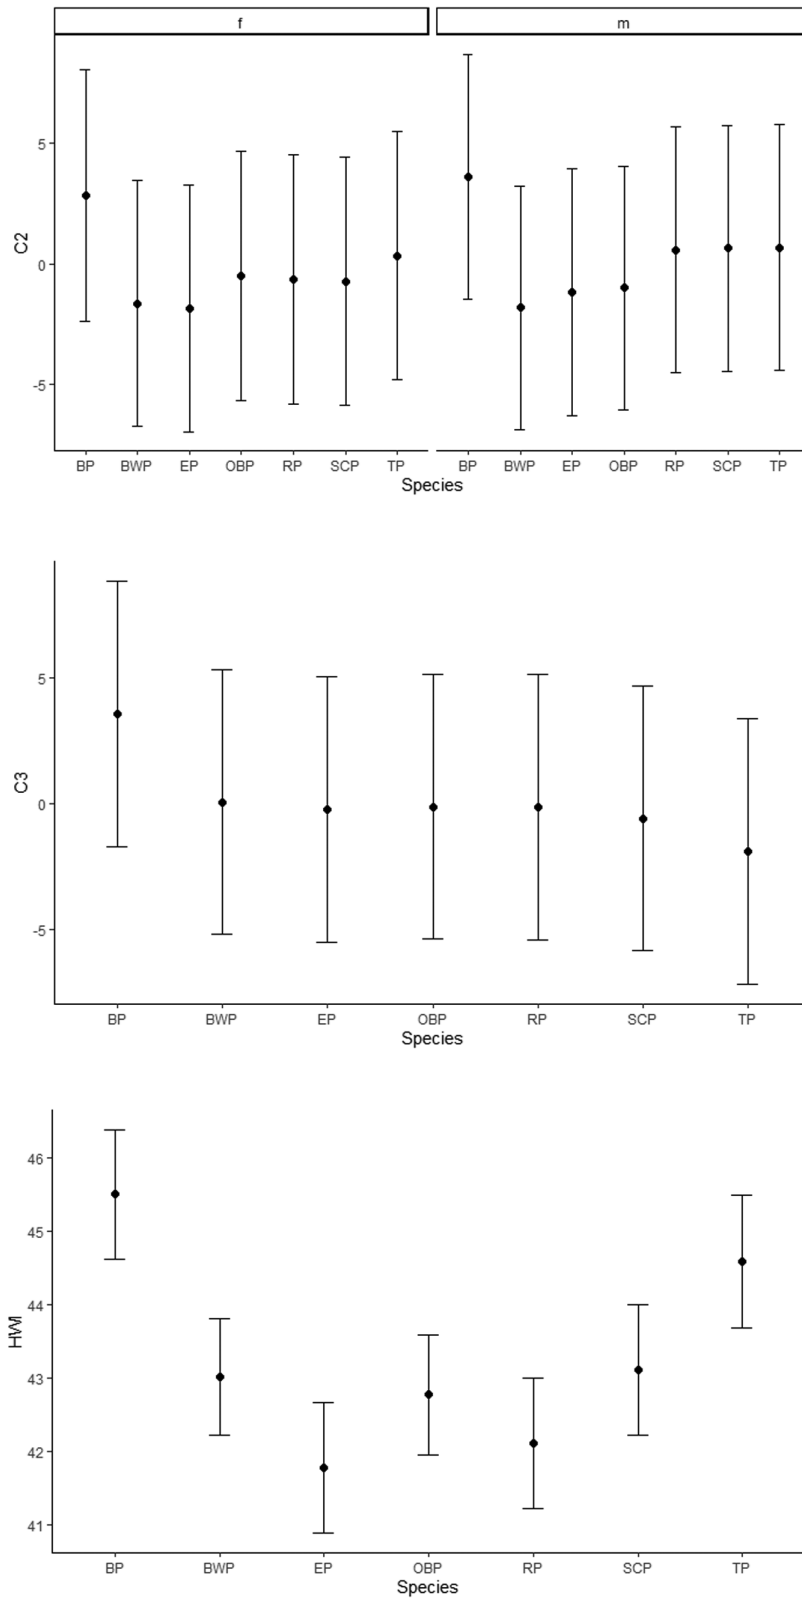 f m
5
C2
0
-5
BP BWP EP OBP RP SCP TP BP BWP EP OBP RP SCP TP
Species
5
C3
0
-5
BP BWP EP OBP RP SCP TP
Species
46
45
44
HWI
43
42
41
BP BWP EP OBP RP SCP TP
Species